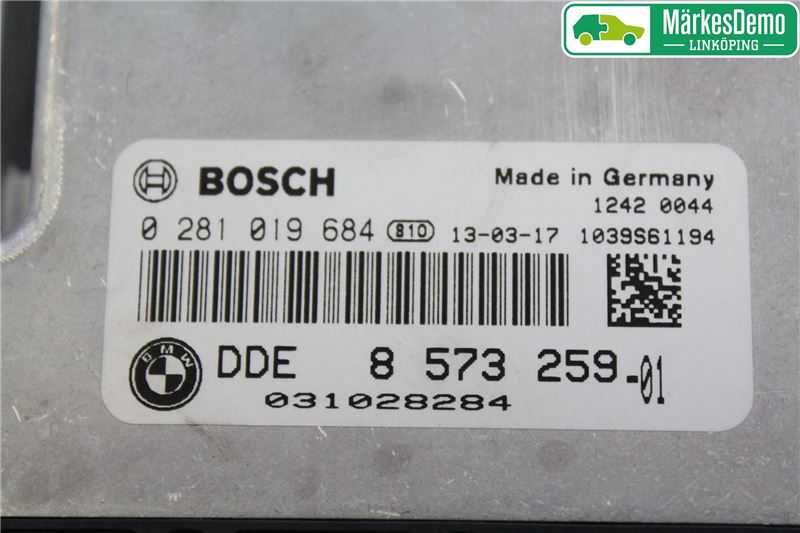 MärkesDemo
LINKÖPING
BOSCH
Made in Germany
1242 0044
0 281 019 684 810 13-03-17 1039S61194
BMW
DDE 8 573 259-01
031028284